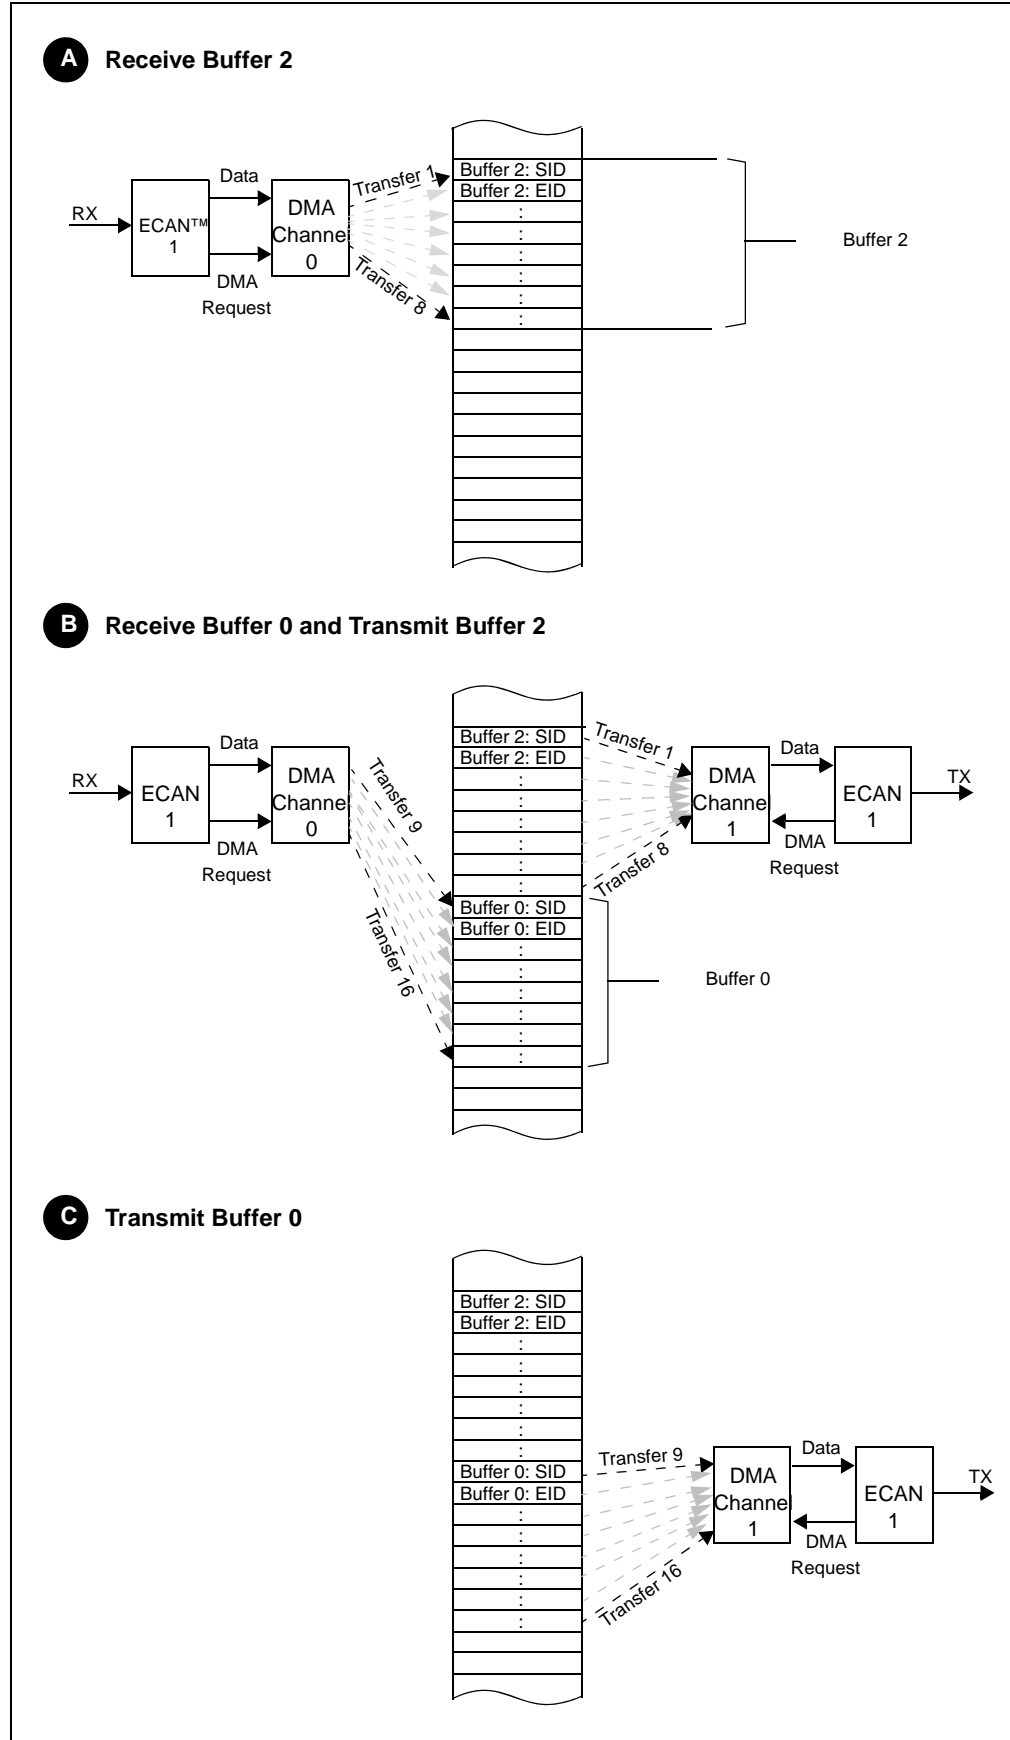 A Receive Buffer 2
Buffer 2: SID
Buffer 2: EID
:
:
:
:
:
:
RX
ECAN™
1
Data
DMA
Request
DMA
Channel
0
Transfer 1
Transfer 8
Buffer 2
B Receive Buffer 0 and Transmit Buffer 2
RX
ECAN
1
Data
DMA
Request
DMA
Channel
0
Transfer 9
Transfer 16
Buffer 2: SID
Buffer 2: EID
:
:
:
:
:
:
Buffer 0: SID
Buffer 0: EID
:
:
:
:
:
:
Transfer 1
Transfer 8
DMA
Channel
1
Data
DMA
Request
ECAN
1
TX
Buffer 0
C Transmit Buffer 0
Buffer 2: SID
Buffer 2: EID
:
:
:
:
:
:
Buffer 0: SID
Buffer 0: EID
:
:
:
:
:
:
Transfer 9
Transfer 16
DMA
Channel
1
Data
DMA
Request
ECAN
1
TX